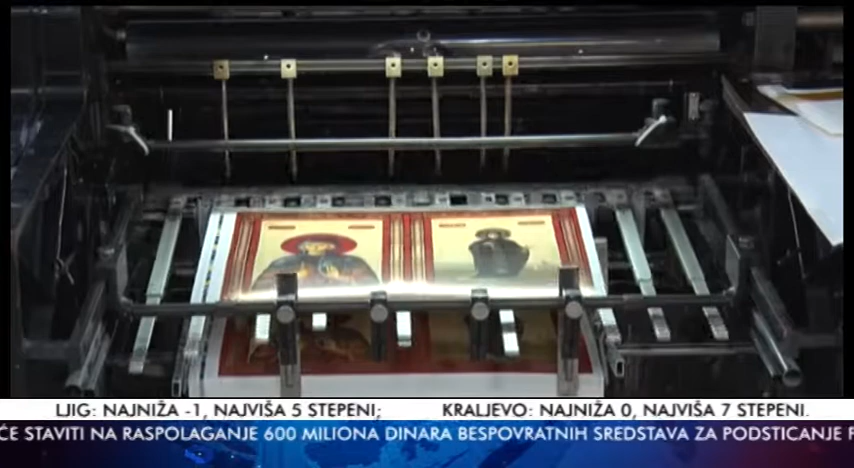 LJIG: NAJNIŽA -1, NAJVIŠA 5 STEPENI; KRALJEVO: NAJNIŽA 0, NAJVIŠA 7 STEPENI.
ĆE STAVITI NA RASPOLAGANJE 600 MILIONA DINARA BESPOVRATNIH SREDSTAVA ZA PODSTICANJE